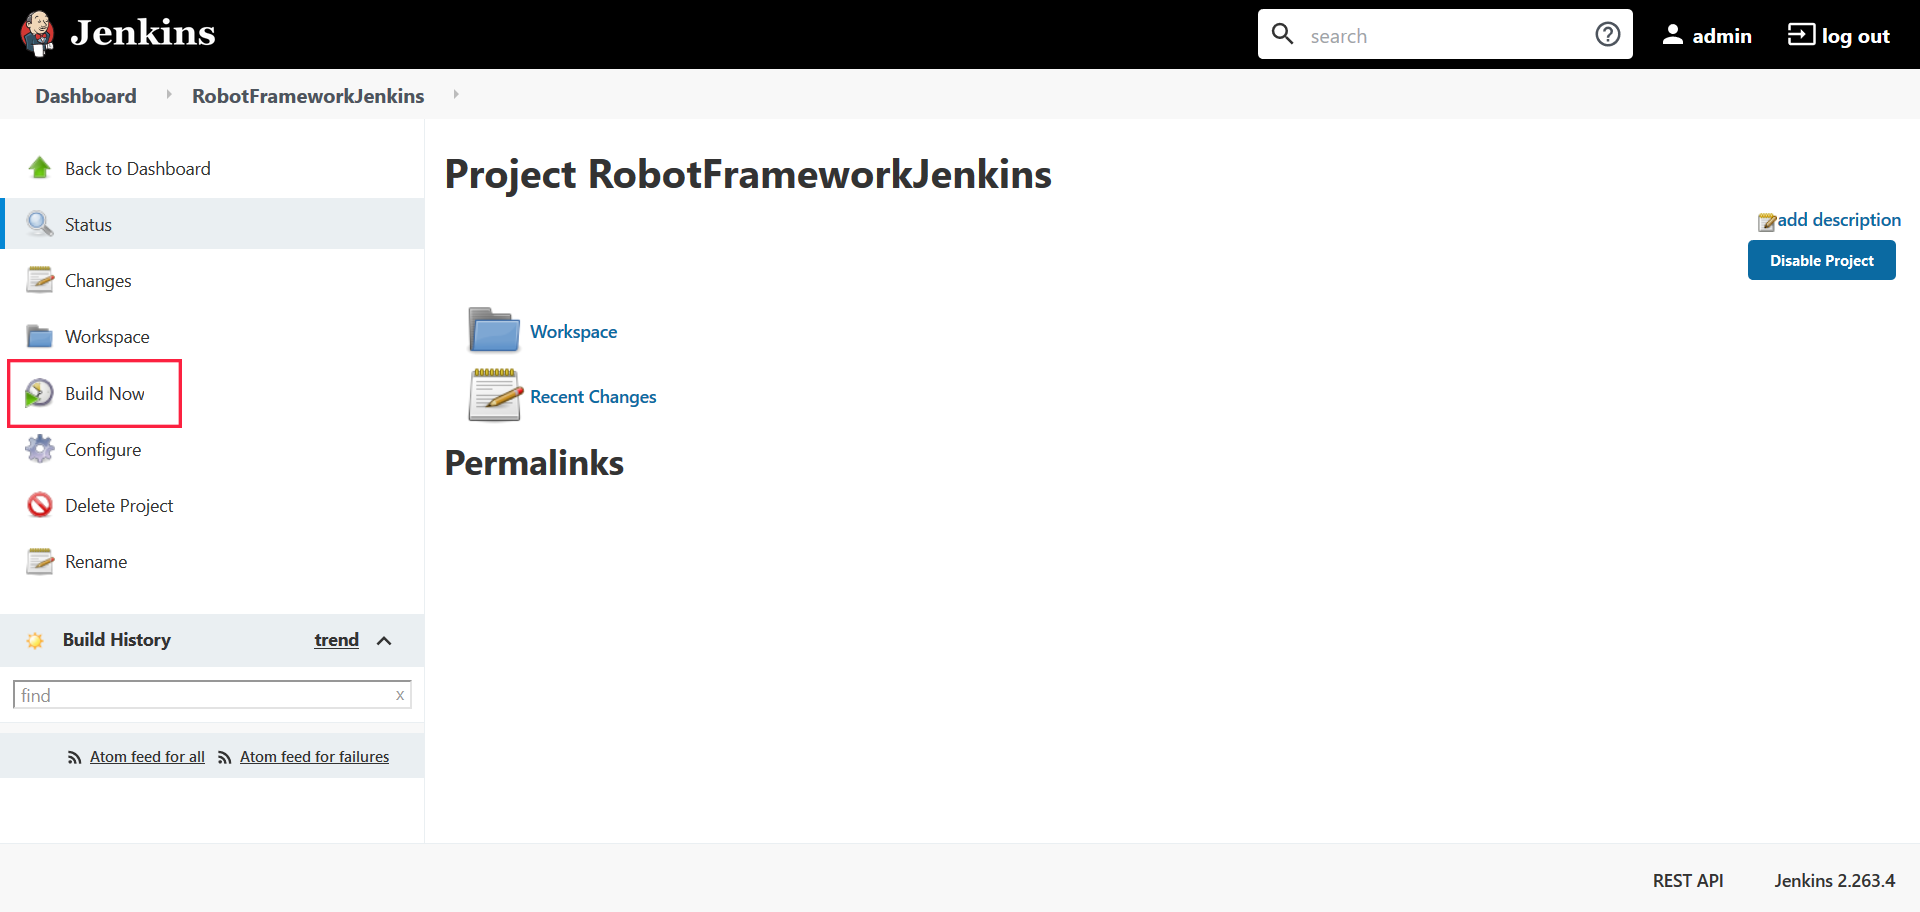 Jenkins
search
admin
log out
Dashboard
RobotFrameworkJenkins
Back to Dashboard
Status
Changes
Workspace
Build Now
Configure
Delete Project
Rename
Build History
trend
find
x
Atom feed for all
Atom feed for failures
Project RobotFrameworkJenkins
add description
Disable Project
Workspace
Recent Changes
Permalinks
REST API
Jenkins 2.263.4